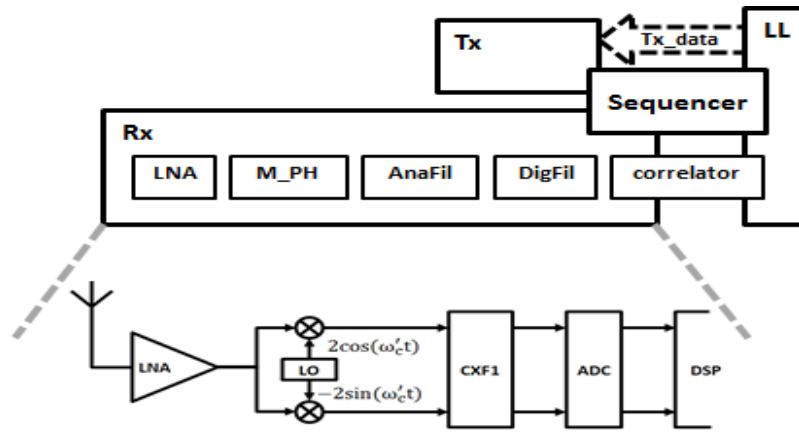 Tx
Tx_data
LL
Sequencer
Rx
LNA
M_PH
AnaFil
DigFil
correlator
2cos(ω′ct)
LNA
LO
CXF1
ADC
DSP
−2sin(ω′ct)